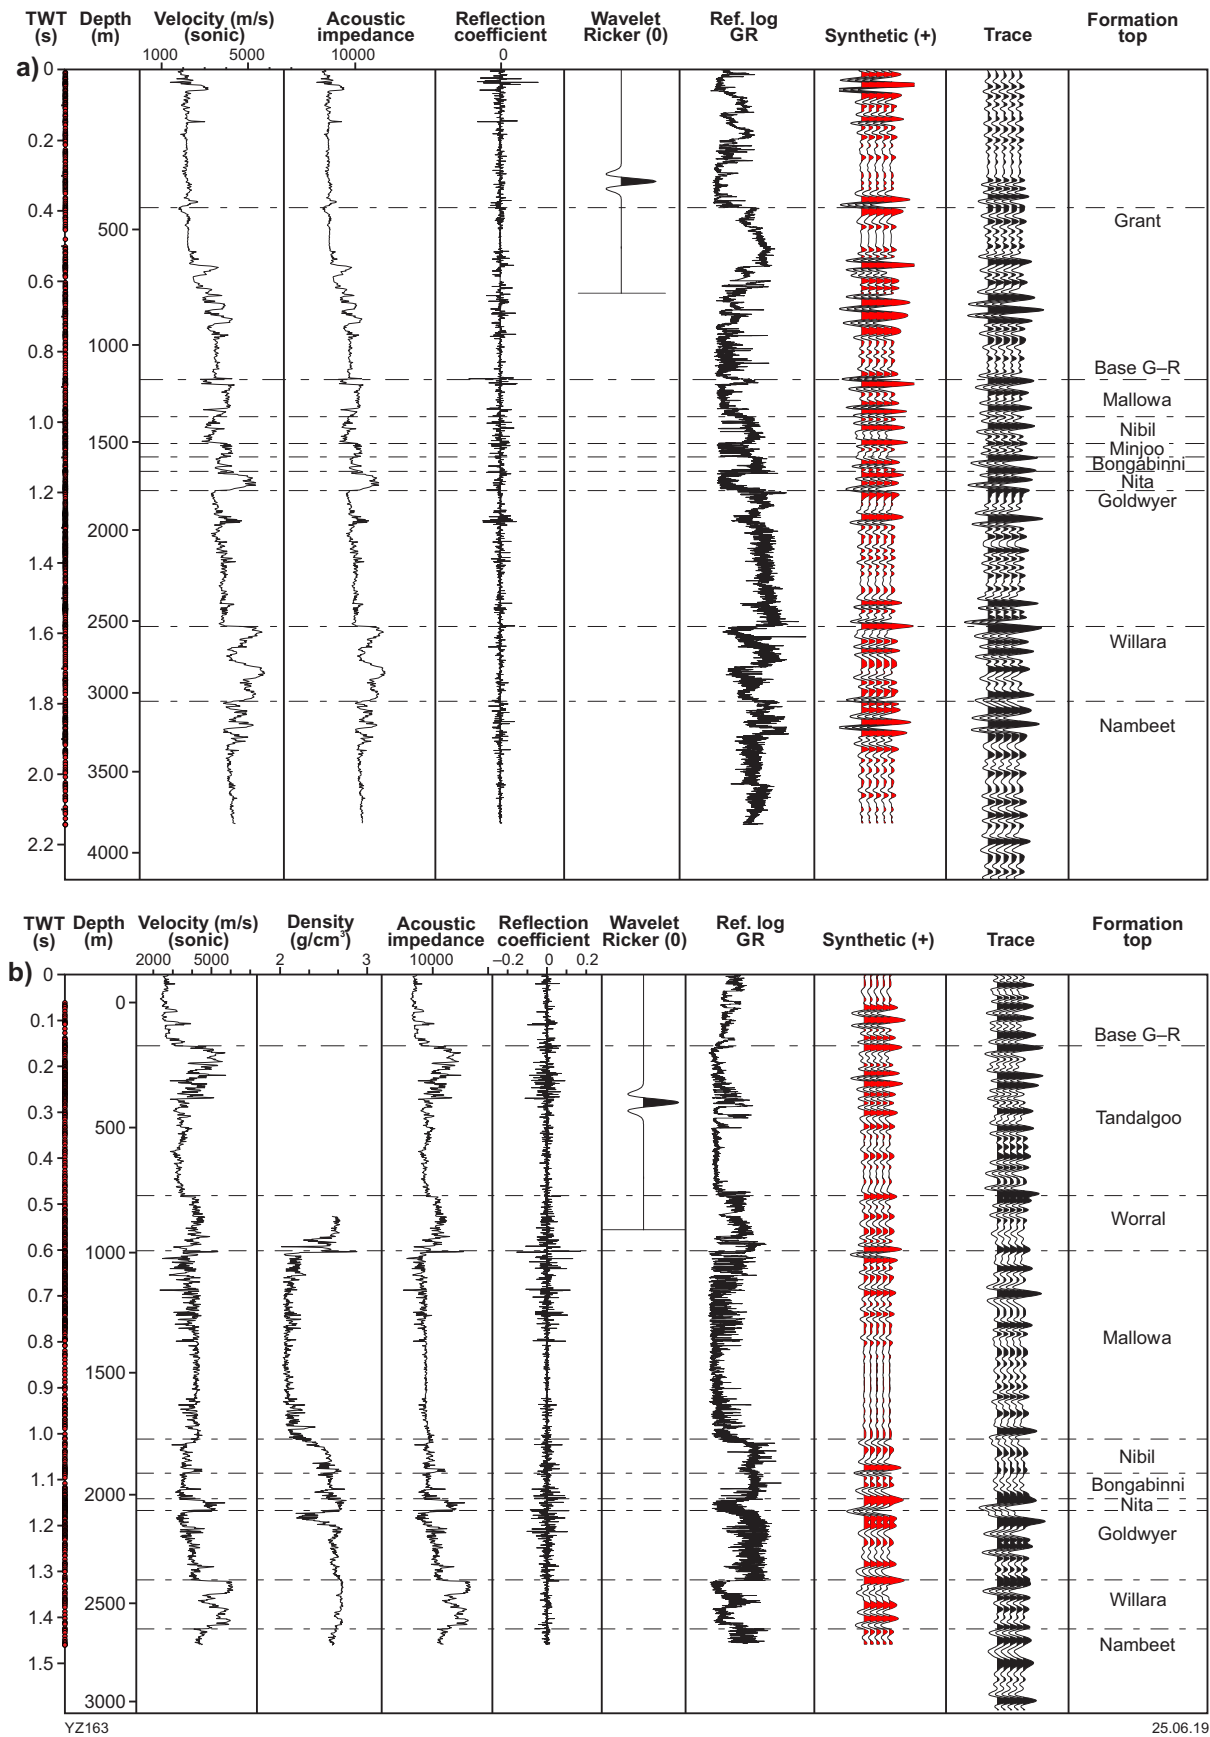 TWT Depth Velocity (m/s) Acoustic Reflection Wavelet Ref. log Synthetic (+) Trace Formation
(s) (m) (sonic) impedance coefficient Ricker (0) GR top
1000 5000 10000 0
a)
0
0.2
0.4
Grant
500
0.6
1000
0.8
Base G–R
Mallowa
1.0
Nibil
1500
Minjoo
Bongabinni
Nita
1.2
Goldwyer
2000
1.4
2500
1.6
Willara
3000
1.8
Nambeet
3500
2.0
2.2
4000
TWT Depth Velocity (m/s) Density Acoustic Reflection Wavelet Ref. log Synthetic (+) Trace Formation
(s) (m) (sonic) (g/cm³) impedance coefficient Ricker (0) GR top
2000 5000 2 3 10000 –0.2 0 0.2
b)
0
0
0.1
Base G–R
0.2
0.3
Tandalgoo
500
0.4
0.5
Worral
0.6
1000
0.7
Mallowa
0.8
1500
0.9
1.0
Nibil
1.1
Bongabinni
2000
Nita
1.2
Goldwyer
1.3
Willara
2500
1.4
Nambeet
1.5
3000
YZ163 25.06.19